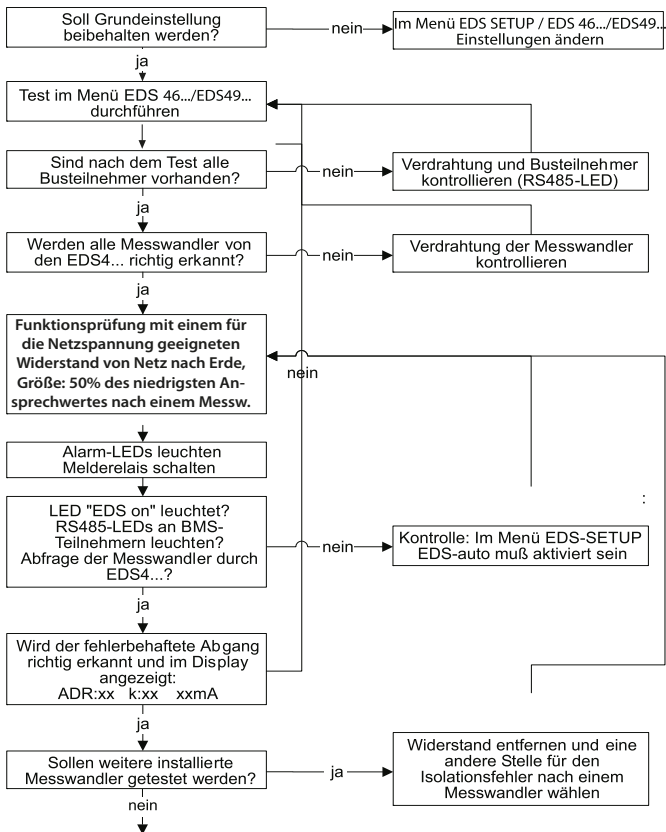 Soll Grundeinstellung
beibehalten werden?
nein
Im Menü EDS SETUP / EDS 46.../EDS49...
Einstellungen ändern
ja
Test im Menü EDS 46.../EDS49...
durchführen
Sind nach dem Test alle
Busteilnehmer vorhanden?
nein
Verdrahtung und Busteilnehmer
kontrollieren (RS485-LED)
ja
Werden alle Messwandler von
den EDS4... richtig erkannt?
nein
Verdrahtung der Messwandler
kontrollieren
ja
Funktionsprüfung mit einem für
die Netzspannung geeigneten
Widerstand von Netz nach Erde,
Größe: 50% des niedrigsten An-
sprechwertes nach einem Messw.
nein
Alarm-LEDs leuchten
Melderelais schalten
:
LED "EDS on" leuchtet?
RS485-LEDs an BMS-
Teilnehmern leuchten?
Abfrage der Messwandler durch
EDS4...?
nein
Kontrolle: Im Menü EDS-SETUP
EDS-auto muß aktiviert sein
ja
Wird der fehlerbehaftete Abgang
richtig erkannt und im Display
angezeigt:
ADR:xx k:xx xxmA
ja
Sollen weitere installierte
Messwandler getestet werden?
ja
Widerstand entfernen und eine
andere Stelle für den
Isolationsfehler nach einem
Messwandler wählen
nein